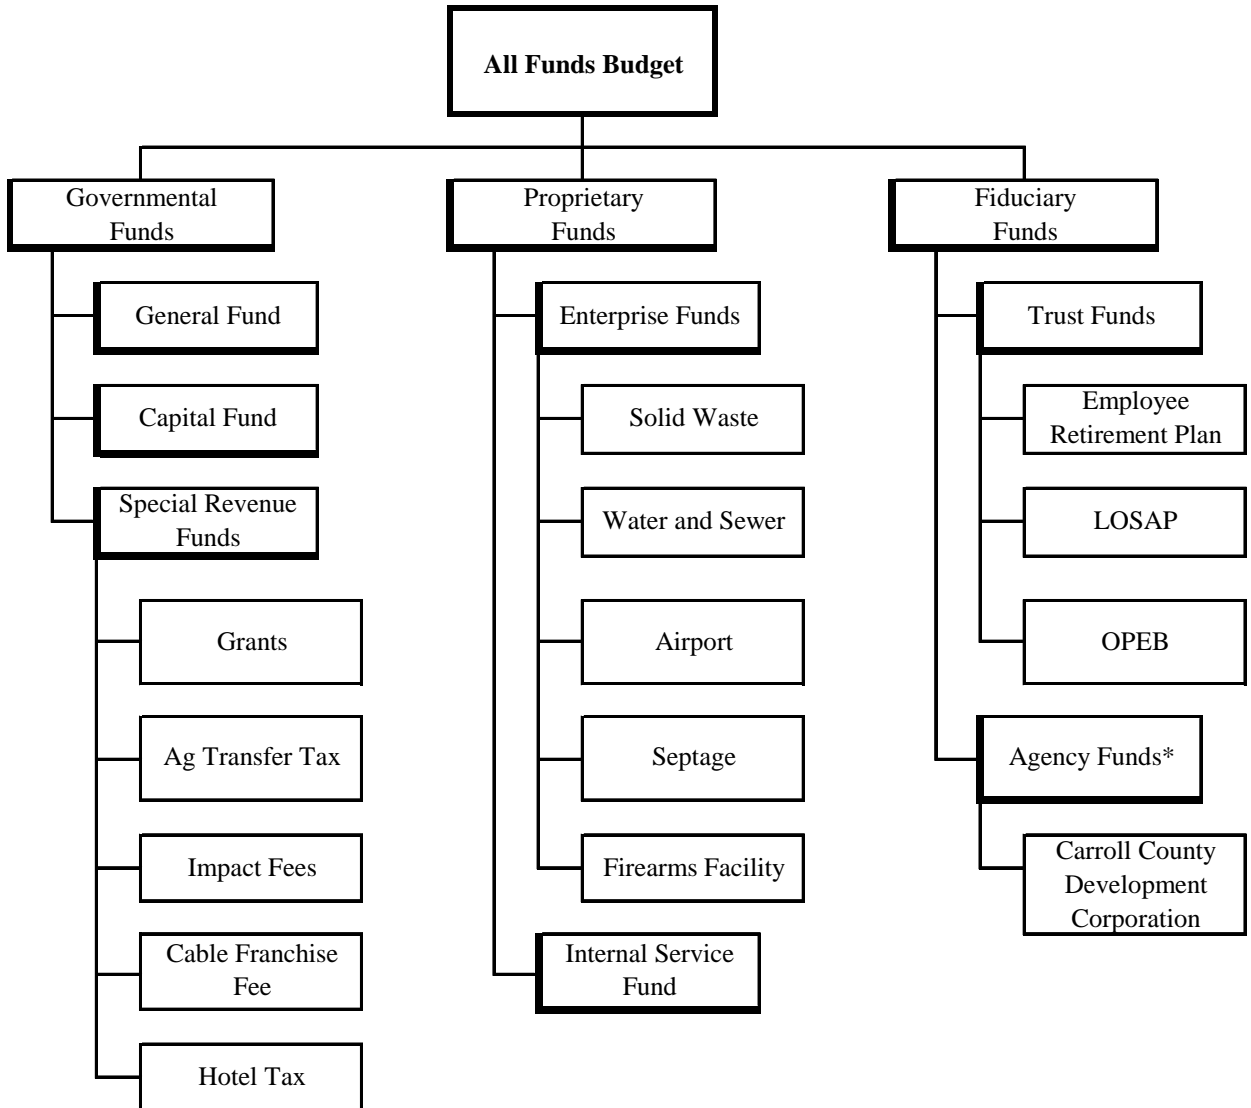 All Funds Budget
Governmental
Funds
General Fund
Capital Fund
Special Revenue
Funds
Grants
Ag Transfer Tax
Impact Fees
Cable Franchise
Fee
Hotel Tax
Proprietary
Funds
Enterprise Funds
Solid Waste
Water and Sewer
Airport
Septage
Firearms Facility
Internal Service
Fund
Fiduciary
Funds
Trust Funds
Employee
Retirement Plan
LOSAP
OPEB
Agency Funds*
Carroll County
Development
Corporation